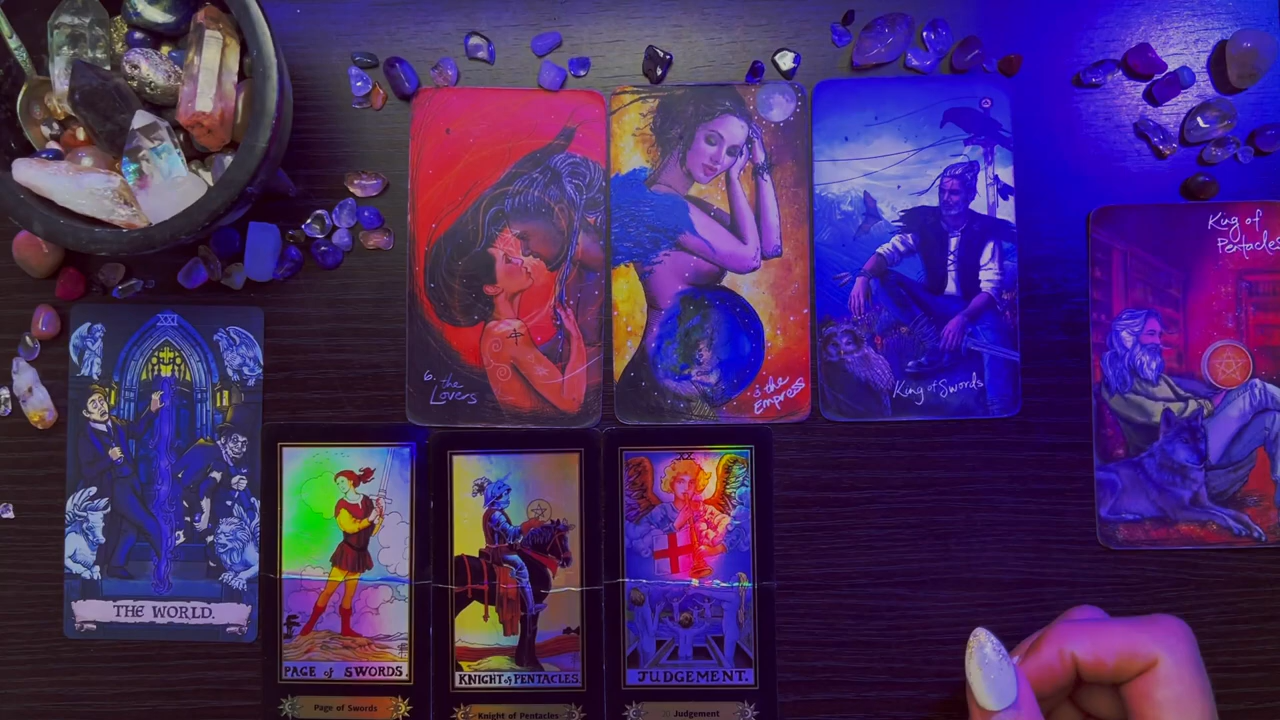 6. the
Lovers
3. the
Empress
King of Swords
King of
Pentacles
XXI
THE WORLD.
PAGE of SWORDS.
Page of Swords
KNIGHT of PENTACLES.
Knight of Pentacles
XX
JUDGEMENT.
20 Judgement